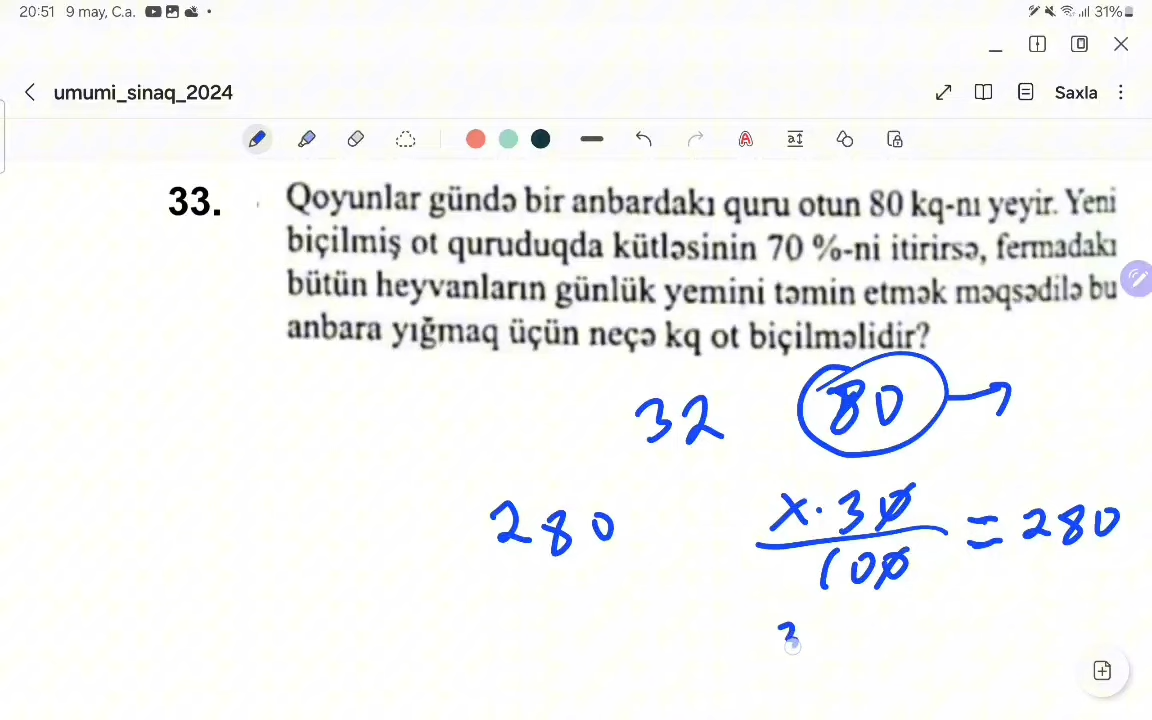 20:51 9 may, C.a. 31%
umumi_sinaq_2024 Saxla
33. Qoyunlar gündə bir anbardakı quru otun 80 kq-nı yeyir. Yeni
biçilmiş ot quruduqda kütləsinin 70 %-ni itirirsə, fermadakı
bütün heyvanların günlük yemini təmin etmək məqsədilə bu
anbara yığmaq üçün neçə kq ot biçilməlidir?
32 80
280 x·30/100 = 280
3